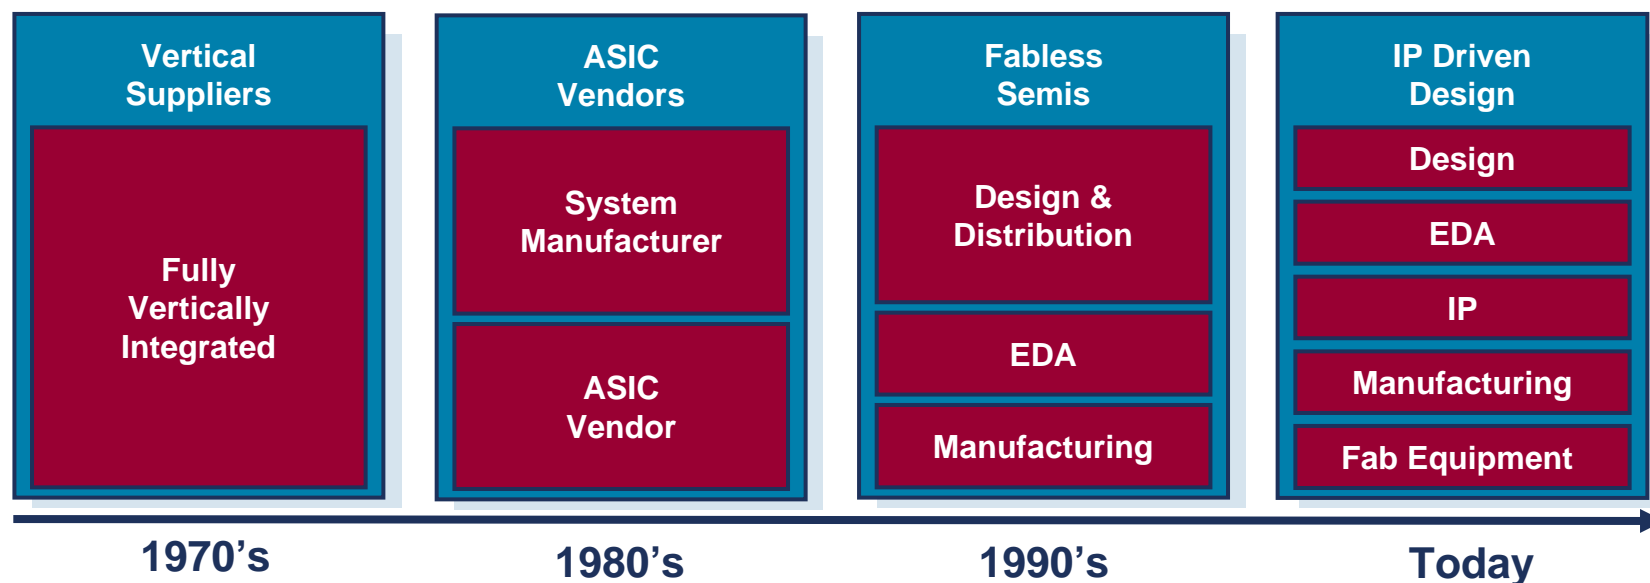 Vertical
Suppliers
Fully
Vertically
Integrated
1970’s
ASIC
Vendors
System
Manufacturer
ASIC
Vendor
1980’s
Fabless
Semis
Design &
Distribution
EDA
Manufacturing
1990’s
IP Driven
Design
Design
EDA
IP
Manufacturing
Fab Equipment
Today